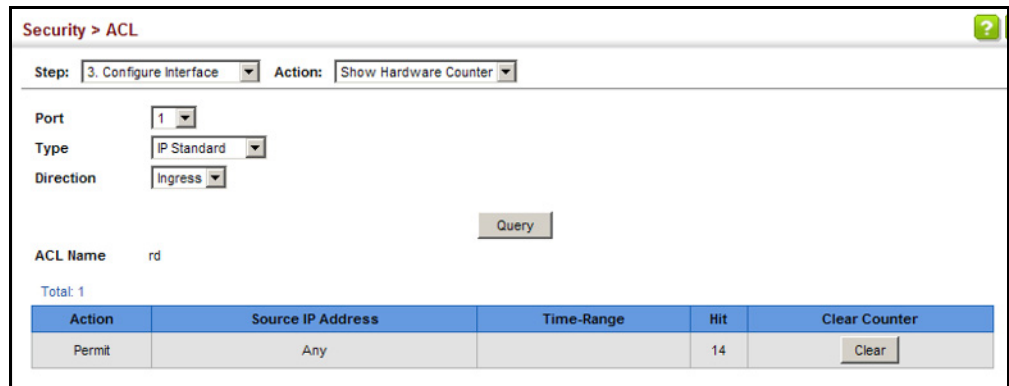 Security > ACL
?
Step: 3. Configure Interface Action: Show Hardware Counter
Port 1
Type IP Standard
Direction Ingress
Query
ACL Name rd
Total: 1
Action Source IP Address Time-Range Hit Clear Counter
Permit Any 14 Clear